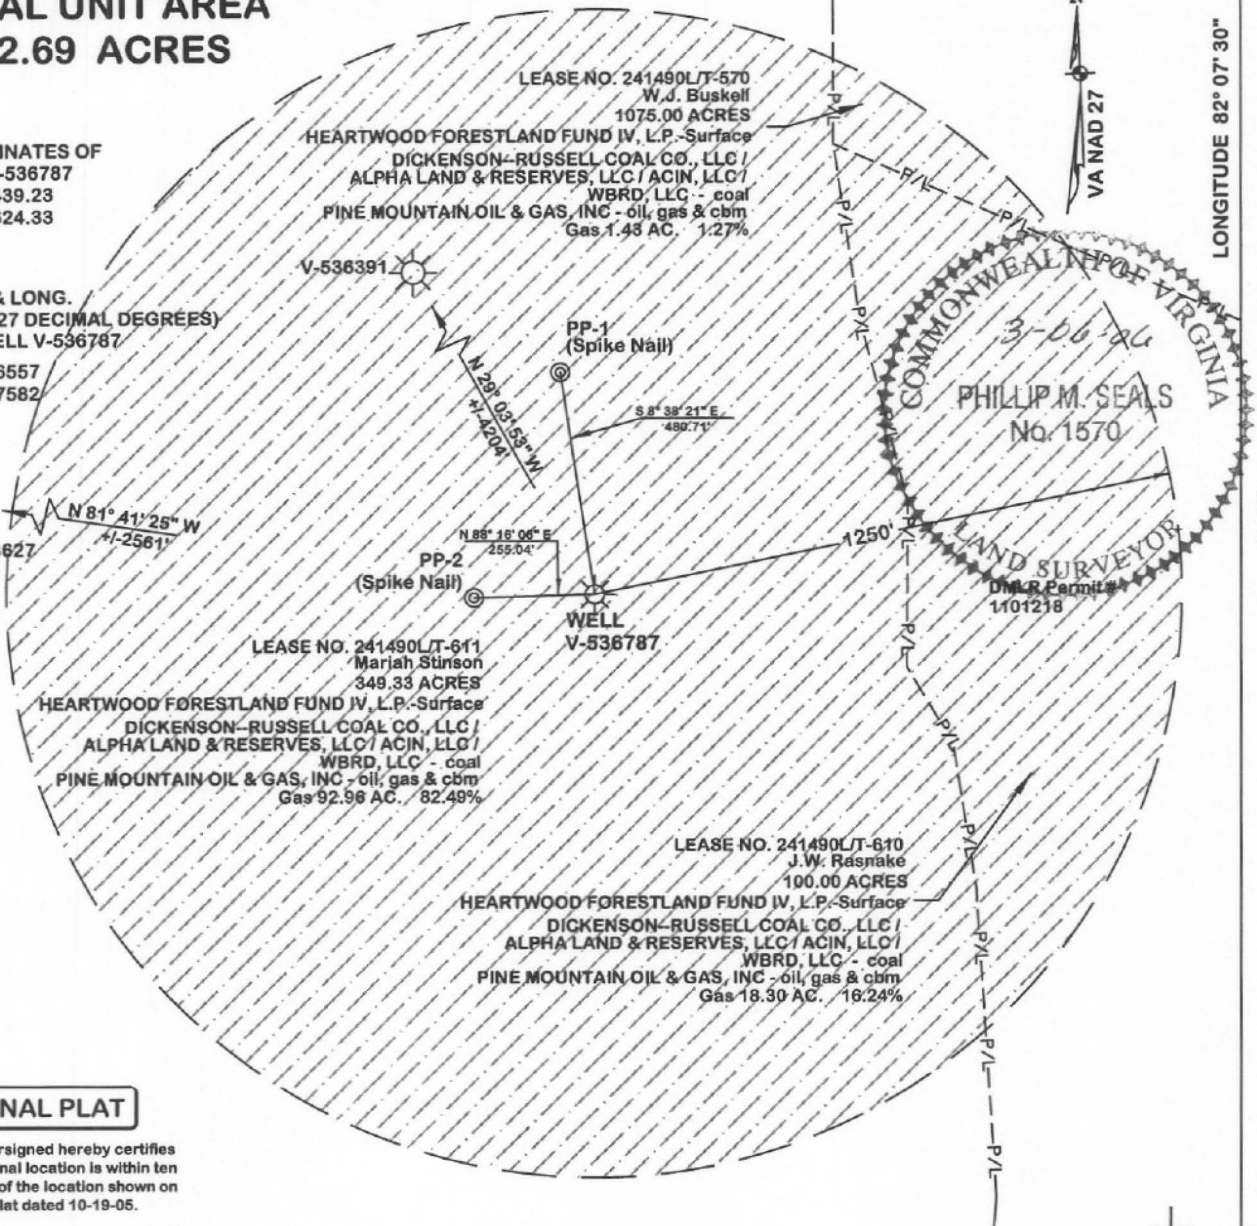 AL UNIT AREA
2.69 ACRES
INATES OF
-536787
39.23
624.33
& LONG.
27 DECIMAL DEGREES)
ELL V-536787
6557
7582
LEASE NO. 241490L/T-570
W.J. Buskell
1075.00 ACRES
HEARTWOOD FORESTLAND FUND IV, L.P.-Surface
DICKENSON--RUSSELL COAL CO., LLC /
ALPHA LAND & RESERVES, LLC / ACIN, LLC /
WBRD, LLC - coal
PINE MOUNTAIN OIL & GAS, INC - oil, gas & cbm
Gas 1.43 AC. 1.27%
P/L
P/L
P/L
P/L
P/L
P/L
P/L
N
VA NAD 27
LONGITUDE 82° 07' 30"
V-536391
N 29° 03'53" W
+/-4204'
PP-1
(Spike Nail)
S 8° 38' 21" E
480.71'
COMMONWEALTH OF VIRGINIA
3-06-06
PHILLIP M. SEALS
No. 1570
LAND SURVEYOR
N 81° 41' 25" W
+/-2561'
6627
N 88° 16' 06" E
255.04'
PP-2
(Spike Nail)
1250'
P/L
P/L
WELL
V-536787
DMLR Permit #
1101218
LEASE NO. 241490L/T-611
Mariah Stinson
349.33 ACRES
HEARTWOOD FORESTLAND FUND IV, L.P.-Surface
DICKENSON--RUSSELL COAL CO., LLC /
ALPHA LAND & RESERVES, LLC / ACIN, LLC /
WBRD, LLC - coal
PINE MOUNTAIN OIL & GAS, INC - oil, gas & cbm
Gas 92.96 AC. 82.49%
P/L
P/L
P/L
LEASE NO. 241490L/T-610
J.W. Rasnake
100.00 ACRES
HEARTWOOD FORESTLAND FUND IV, L.P.-Surface
DICKENSON--RUSSELL COAL CO., LLC /
ALPHA LAND & RESERVES, LLC / ACIN, LLC /
WBRD, LLC - coal
PINE MOUNTAIN OIL & GAS, INC - oil, gas & cbm
Gas 18.30 AC. 16.24%
P/L
P/L
P/L
P/L
NAL PLAT
rsigned hereby certifies
nal location is within ten
of the location shown on
lat dated 10-19-05.